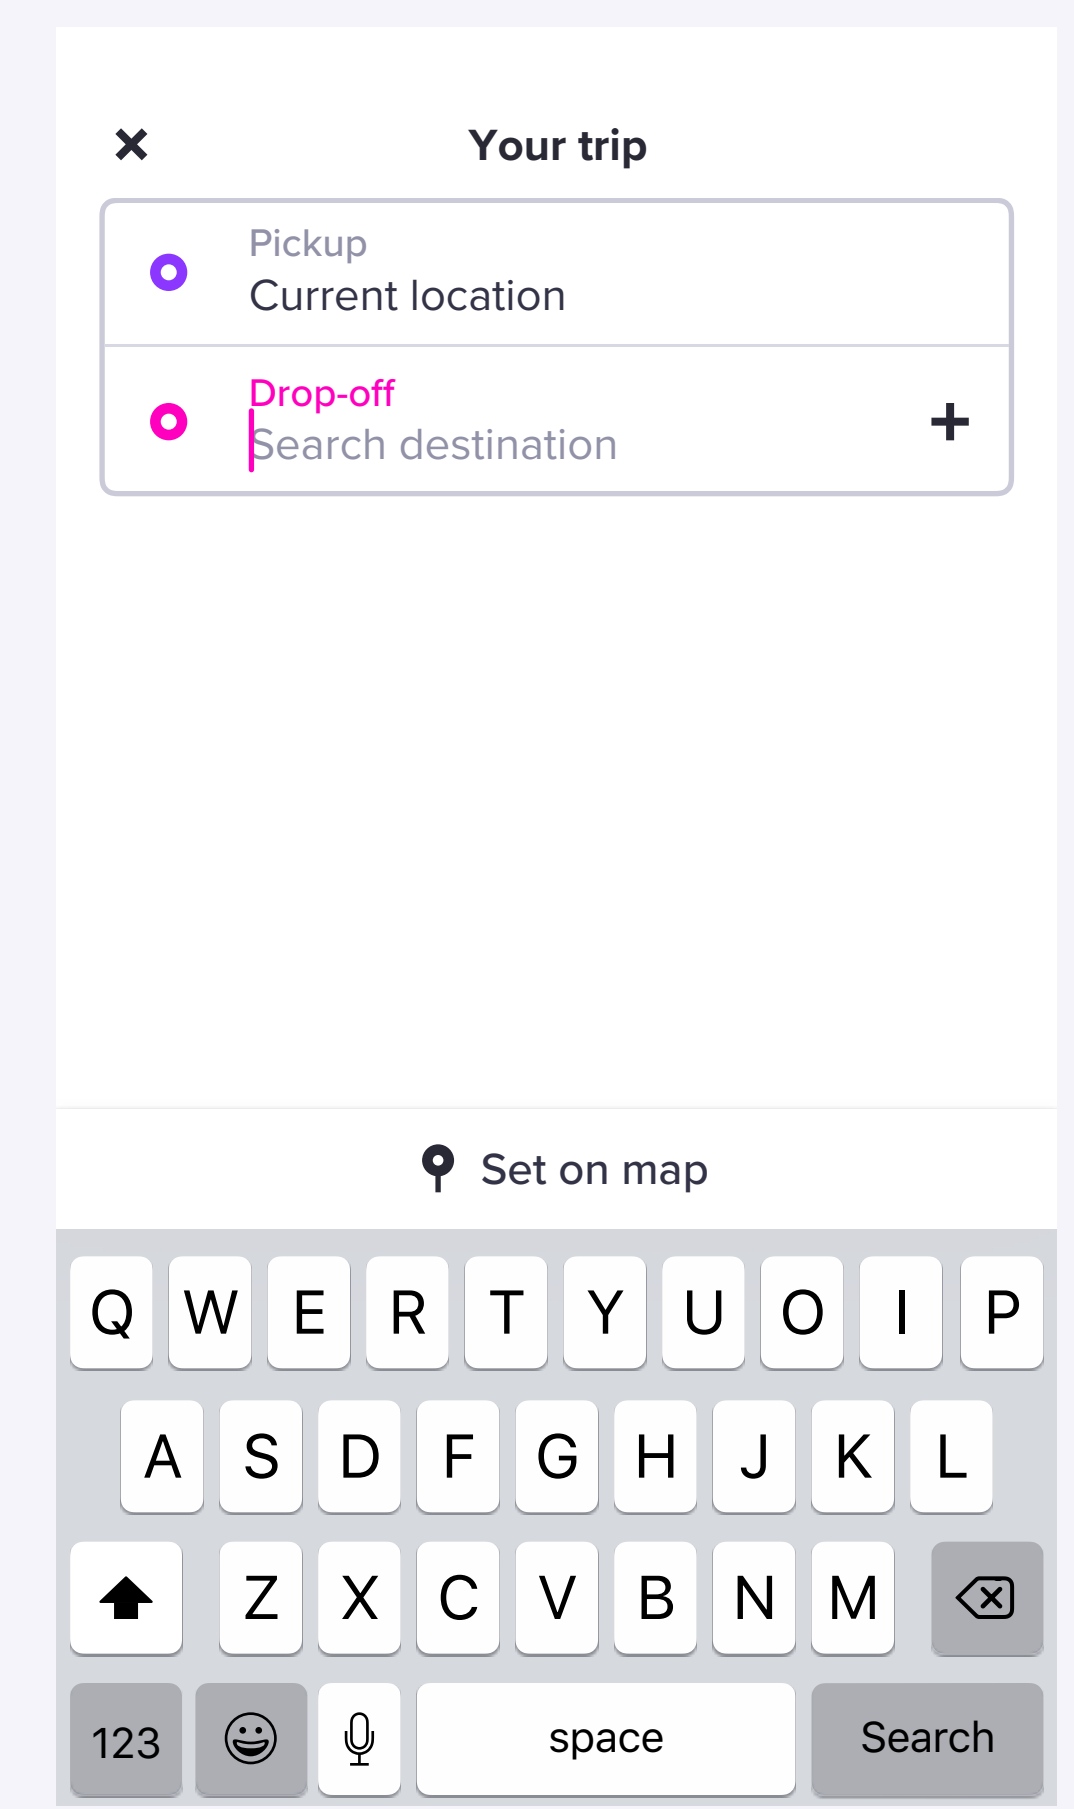 Your trip
Pickup
Current location
Drop-off
Search destination
Set on map
Q W E R T Y U O I P
A S D F G H J K L
Z X C V B N M
123 space Search